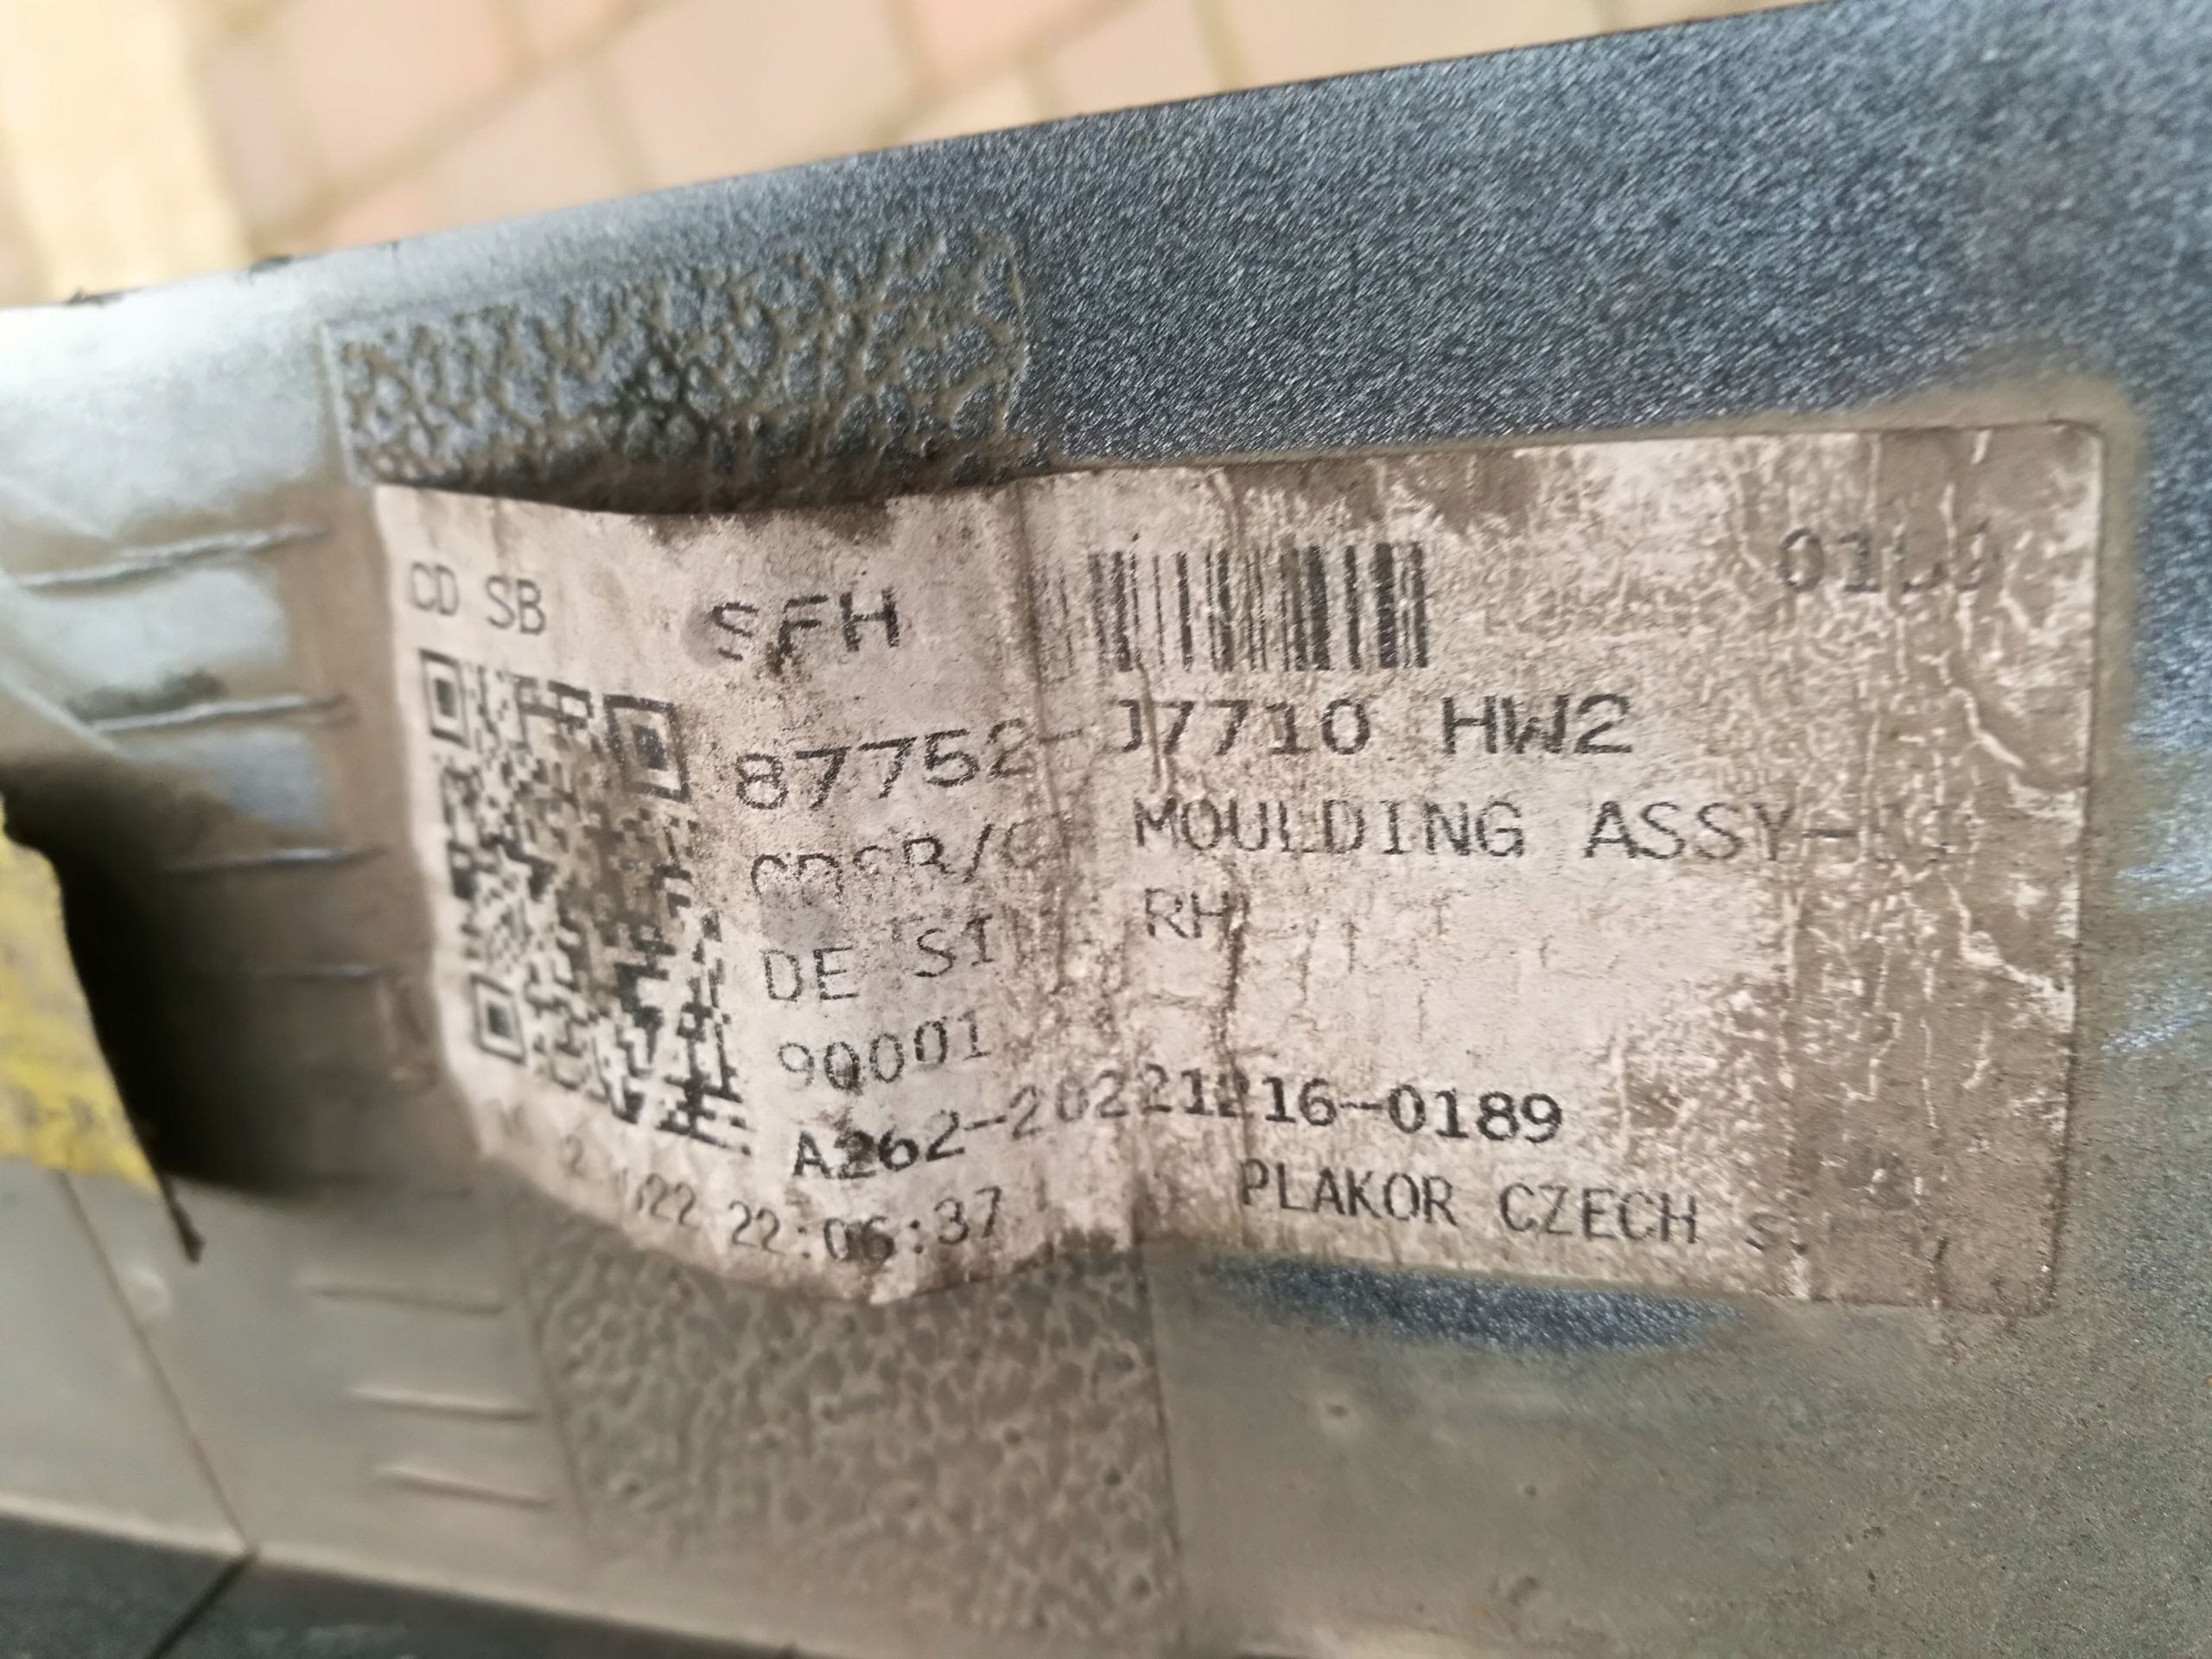 CD SB
SFH
87752-J7710 HW2
MOULDING ASSY-
DE RH
90001
A262-20221216-0189
22:06:37
PLAKOR CZECH